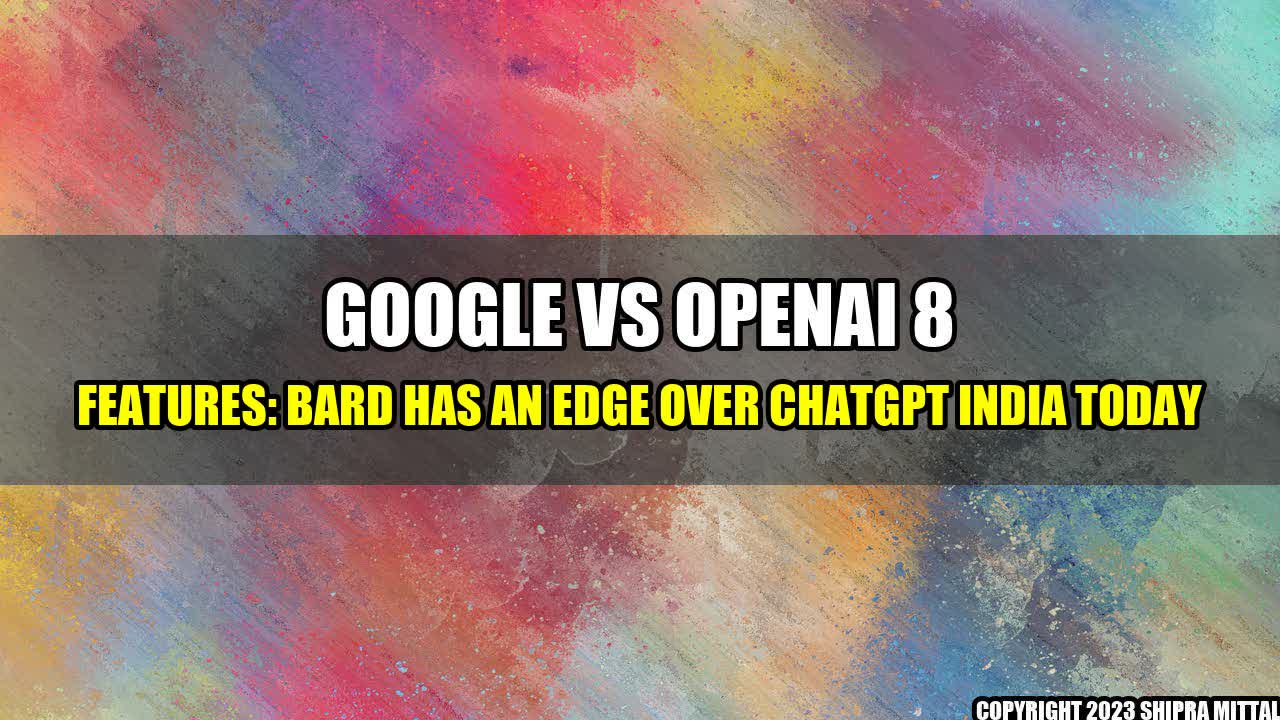 GOOGLE VS OPENAI 8
FEATURES: BARD HAS AN EDGE OVER CHATGPT INDIA TODAY
COPYRIGHT 2023 SHIPRA MITTAL